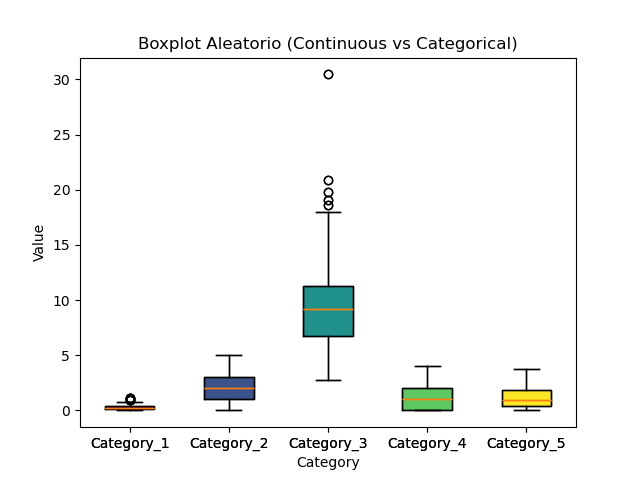 Boxplot Aleatorio (Continuous vs Categorical)
30
25
20
15
10
5
0
Value
Category_1 Category_2 Category_3 Category_4 Category_5
Category